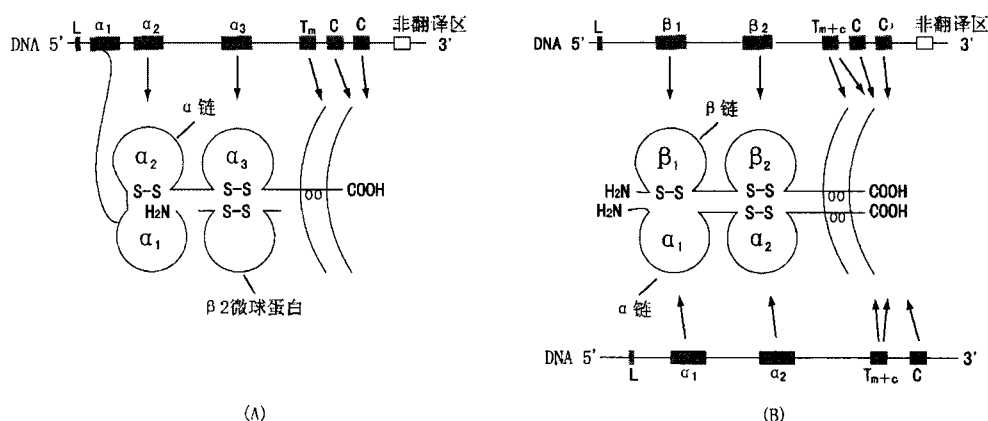 L α₁ α₂ α₃ Tm C C 非翻译区
DNA 5' 3'
α链
α₂ α₃
S-S S-S COOH
H₂N S-S
α₁
β2微球蛋白
(A)
L β₁ β₂ Tm+c C C 非翻译区
DNA 5' 3'
β链
β₁ β₂
H₂N S-S S-S COOH
H₂N S-S COOH
α₁ α₂
α链
DNA 5' 3'
L α₁ α₂ Tm+c C
(B)